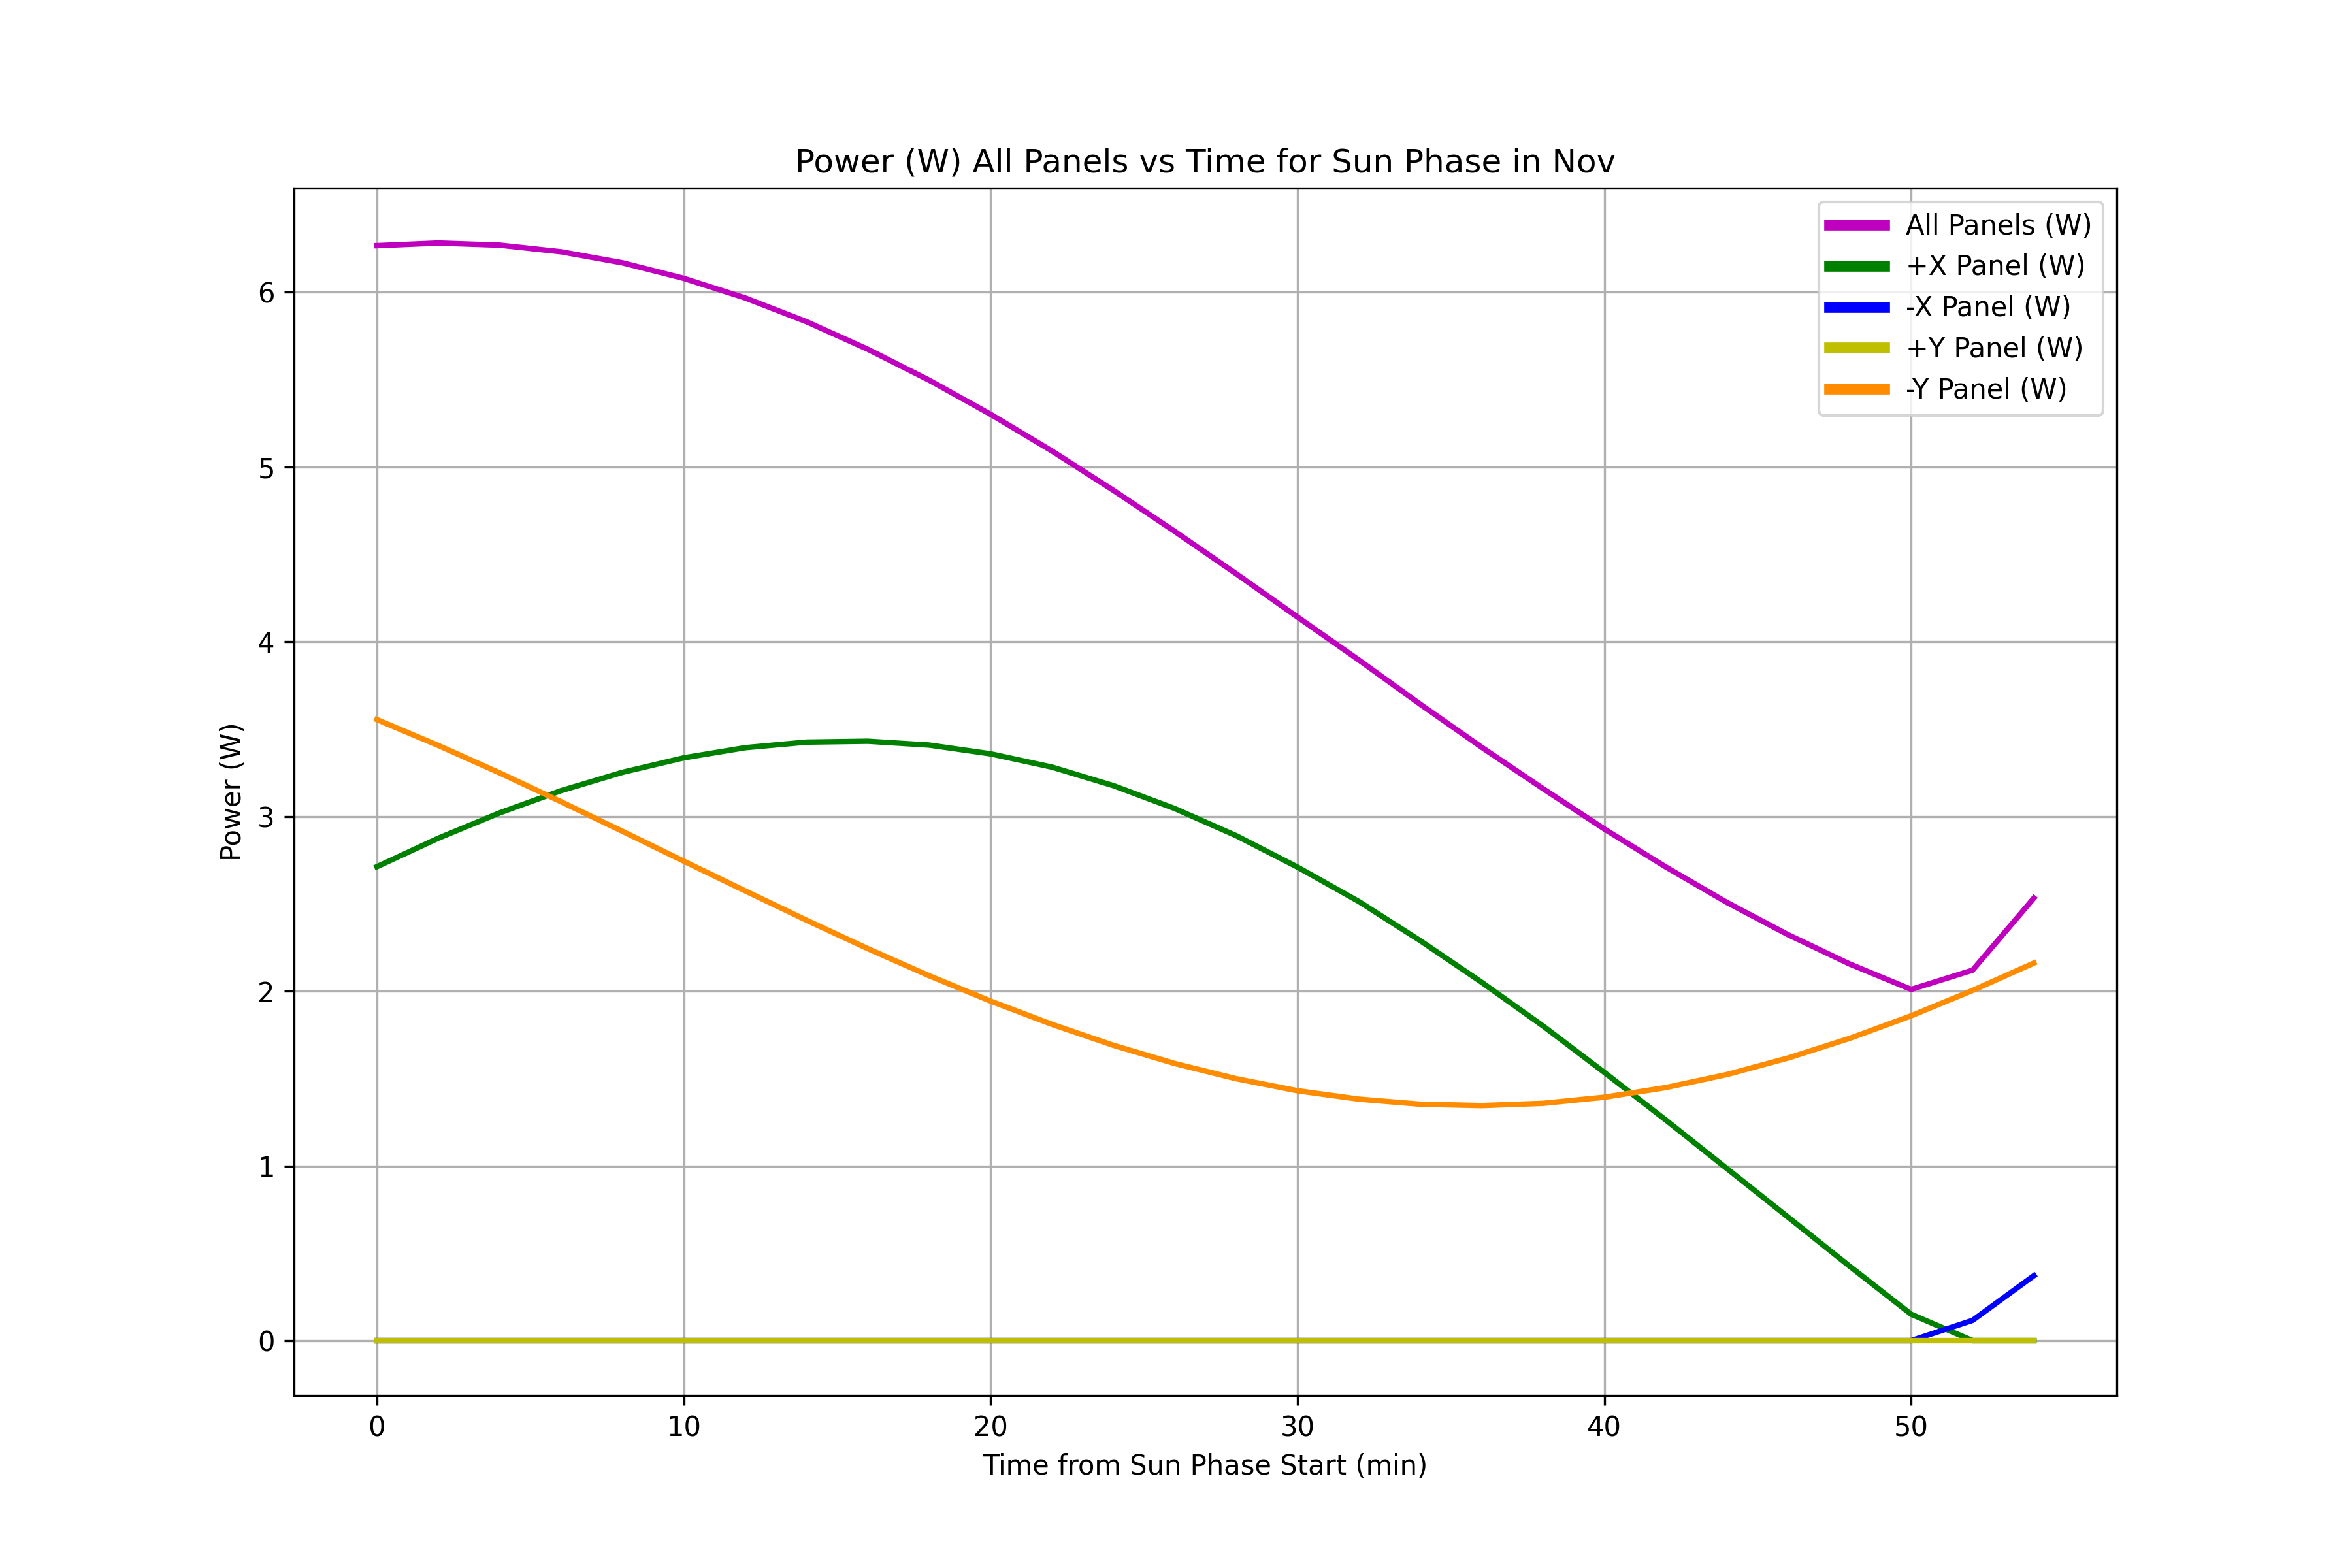 Power (W) All Panels vs Time for Sun Phase in Nov
All Panels (W)
+X Panel (W)
-X Panel (W)
+Y Panel (W)
-Y Panel (W)
Power (W)
6
5
4
3
2
1
0
0 10 20 30 40 50
Time from Sun Phase Start (min)